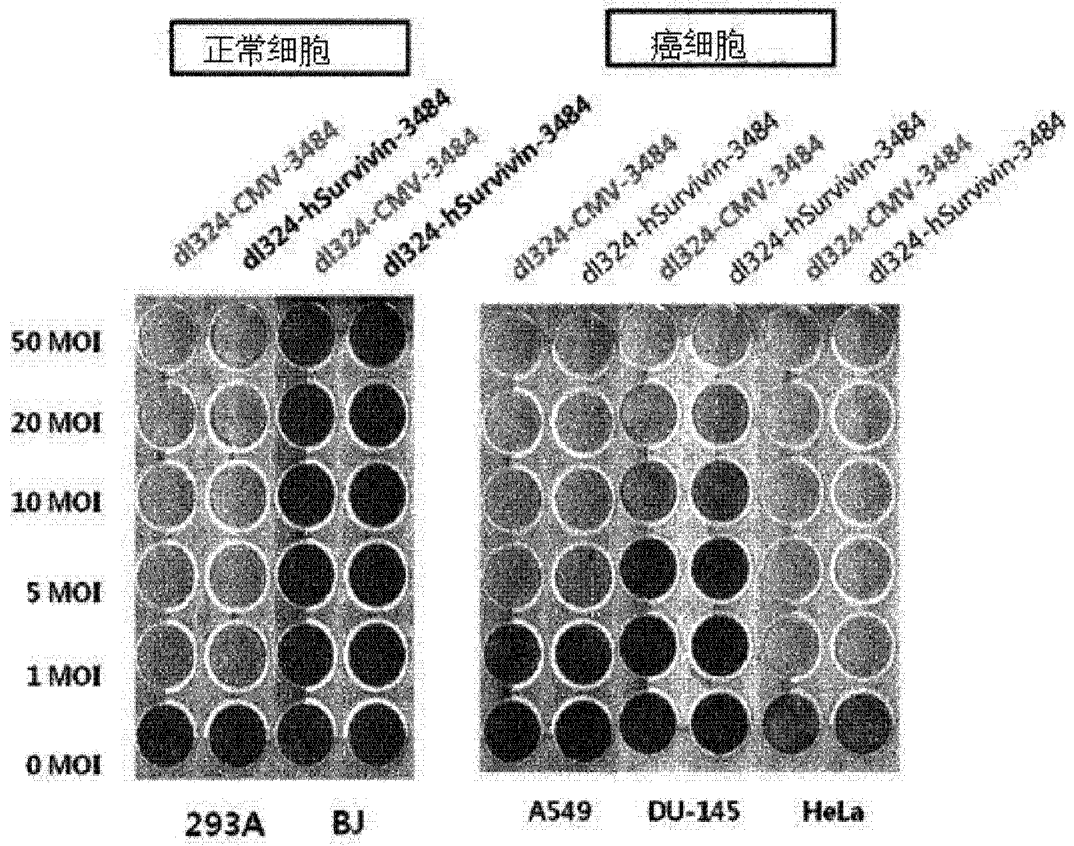 正常细胞
癌细胞
dl324-CMV-3484
dl324-hSurvivin-3484
dl324-CMV-3484
dl324-hSurvivin-3484
dl324-CMV-3484
dl324-hSurvivin-3484
dl324-CMV-3484
dl324-hSurvivin-3484
dl324-CMV-3484
dl324-hSurvivin-3484
50 MOI
20 MOI
10 MOI
5 MOI
1 MOI
0 MOI
293A BJ A549 DU-145 HeLa